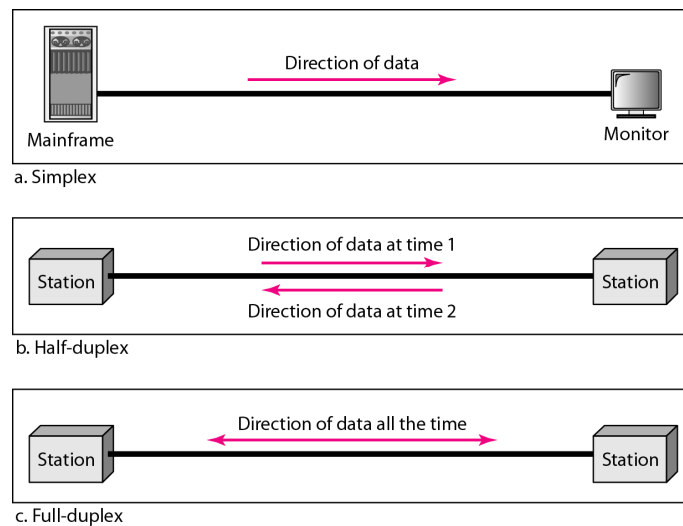 Direction of data
Mainframe
Monitor
a. Simplex
Direction of data at time 1
Station
Station
Direction of data at time 2
b. Half-duplex
Direction of data all the time
Station
Station
c. Full-duplex